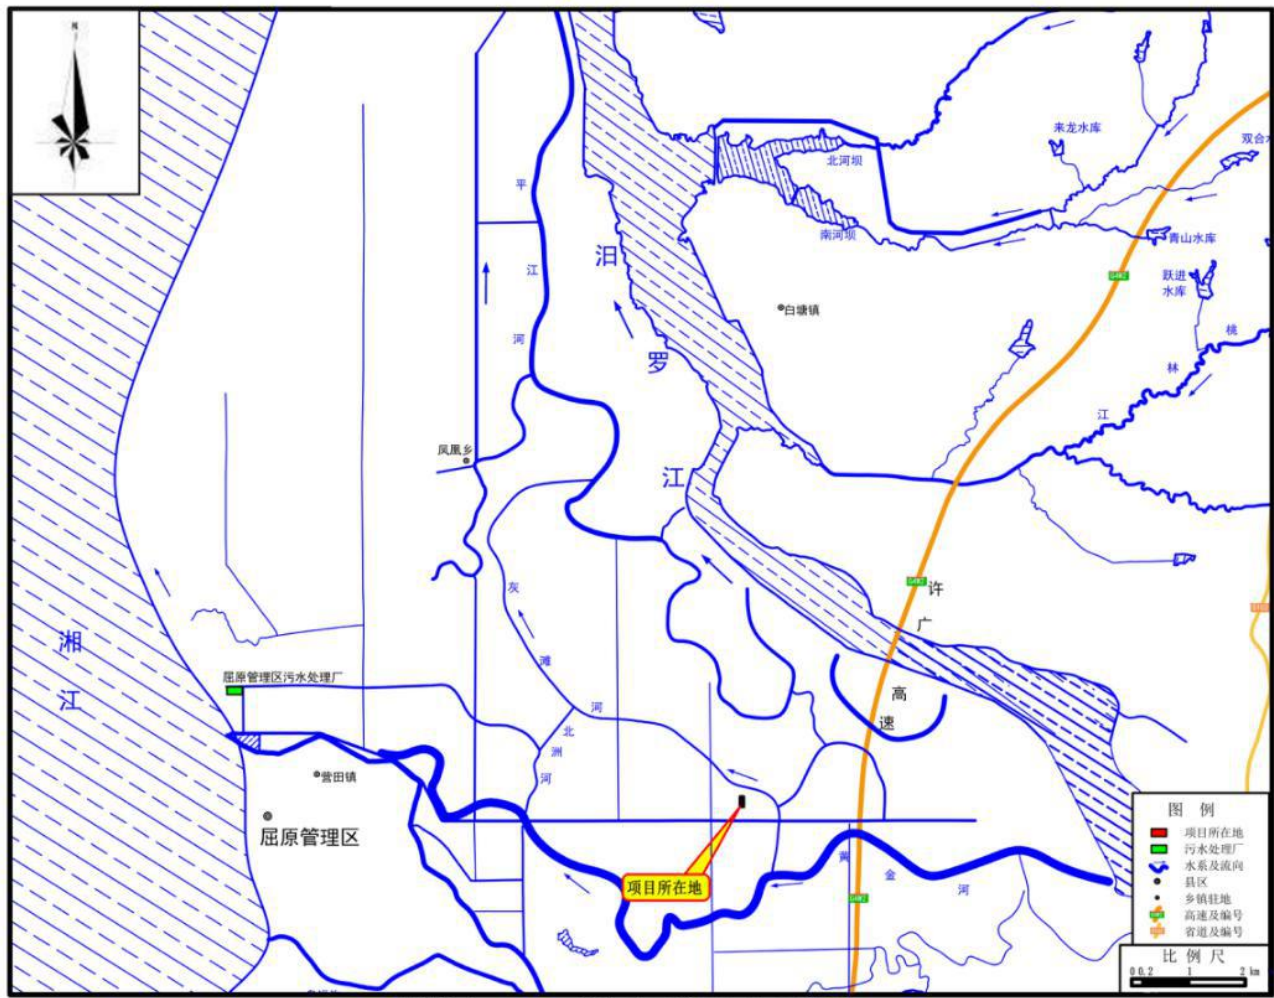 N
来龙水库
双合水
北河坝
平
南河坝
青山水库
汨
江
跃进
水库
白塘镇
桃
河
罗
林
江
凤凰乡
江
灰
许
广
湘
滩
屈原管理区污水处理厂
江
高
河
速
北
洲
营田镇
河
屈原管理区
黄
金
河
项目所在地
图 例
项目所在地
污水处理厂
水系及流向
县区
乡镇驻地
高速及编号
省道及编号
比 例 尺
0 0.2 1 2 km